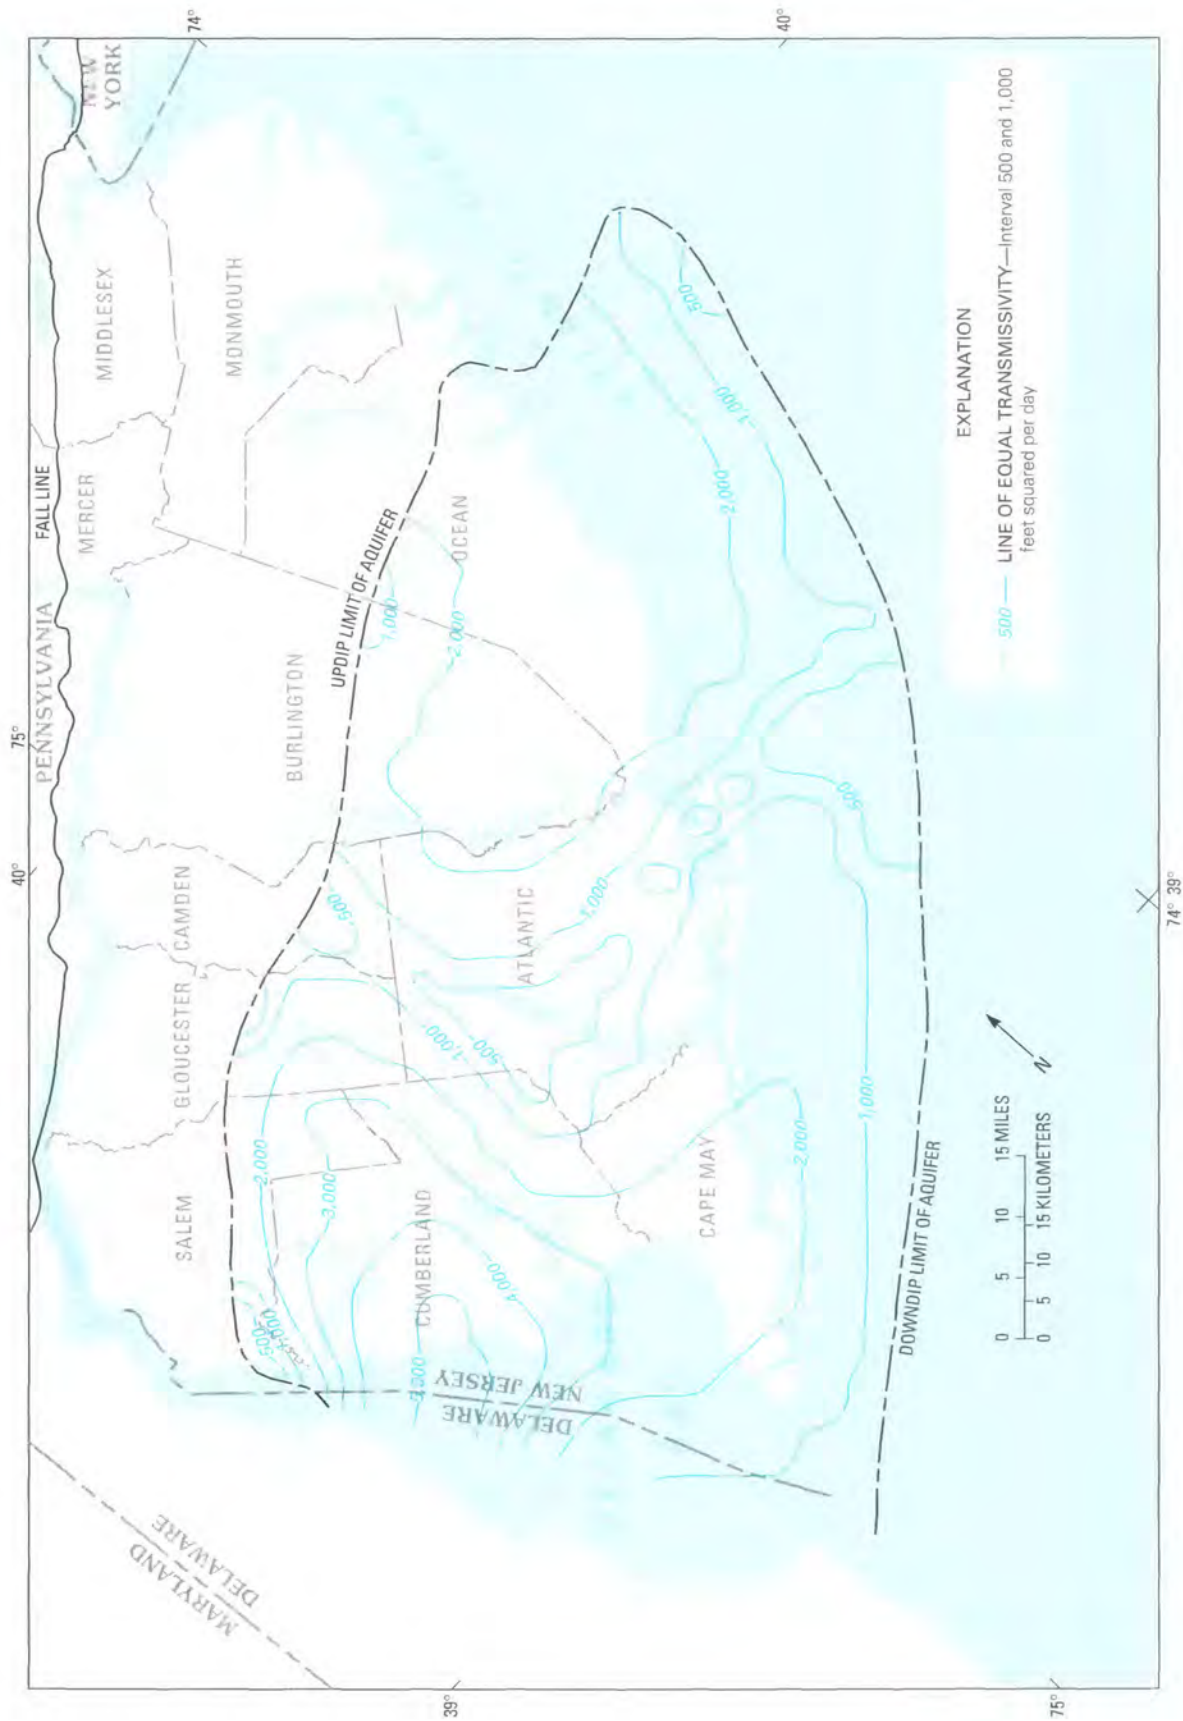 74°
40°
NEW
YORK
MIDDLESEX
MONMOUTH
FALL LINE
MERCER
PENNSYLVANIA
75°
40°
UPDIP LIMIT OF AQUIFER
OCEAN
BURLINGTON
CAMDEN
GLOUCESTER
ATLANTIC
SALEM
CUMBERLAND
CAPE MAY
500
1,000
2,000
1,000
2,000
500
500
1,000
1,000
500
2,000
3,000
4,000
2,000
1,000
500
DOWNDIP LIMIT OF AQUIFER
NEW JERSEY
DELAWARE
DELAWARE
MARYLAND
39°
75°
74° 39°
EXPLANATION
500 — LINE OF EQUAL TRANSMISSIVITY—Interval 500 and 1,000
feet squared per day
N
0 5 10 15 MILES
0 5 10 15 KILOMETERS